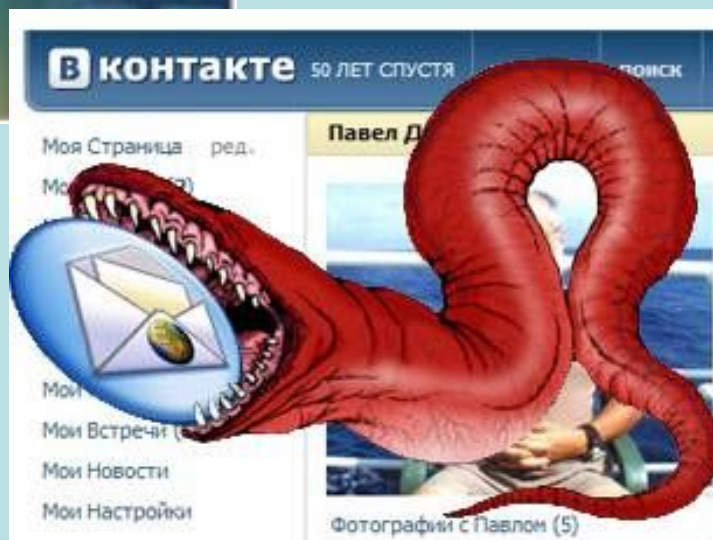 В контакте 50 ЛЕТ СПУСТЯ поиск
Моя Страница ред.
Павел
Мои Встречи
Мои Новости
Мои Настройки
Фотографии с Павлом (5)